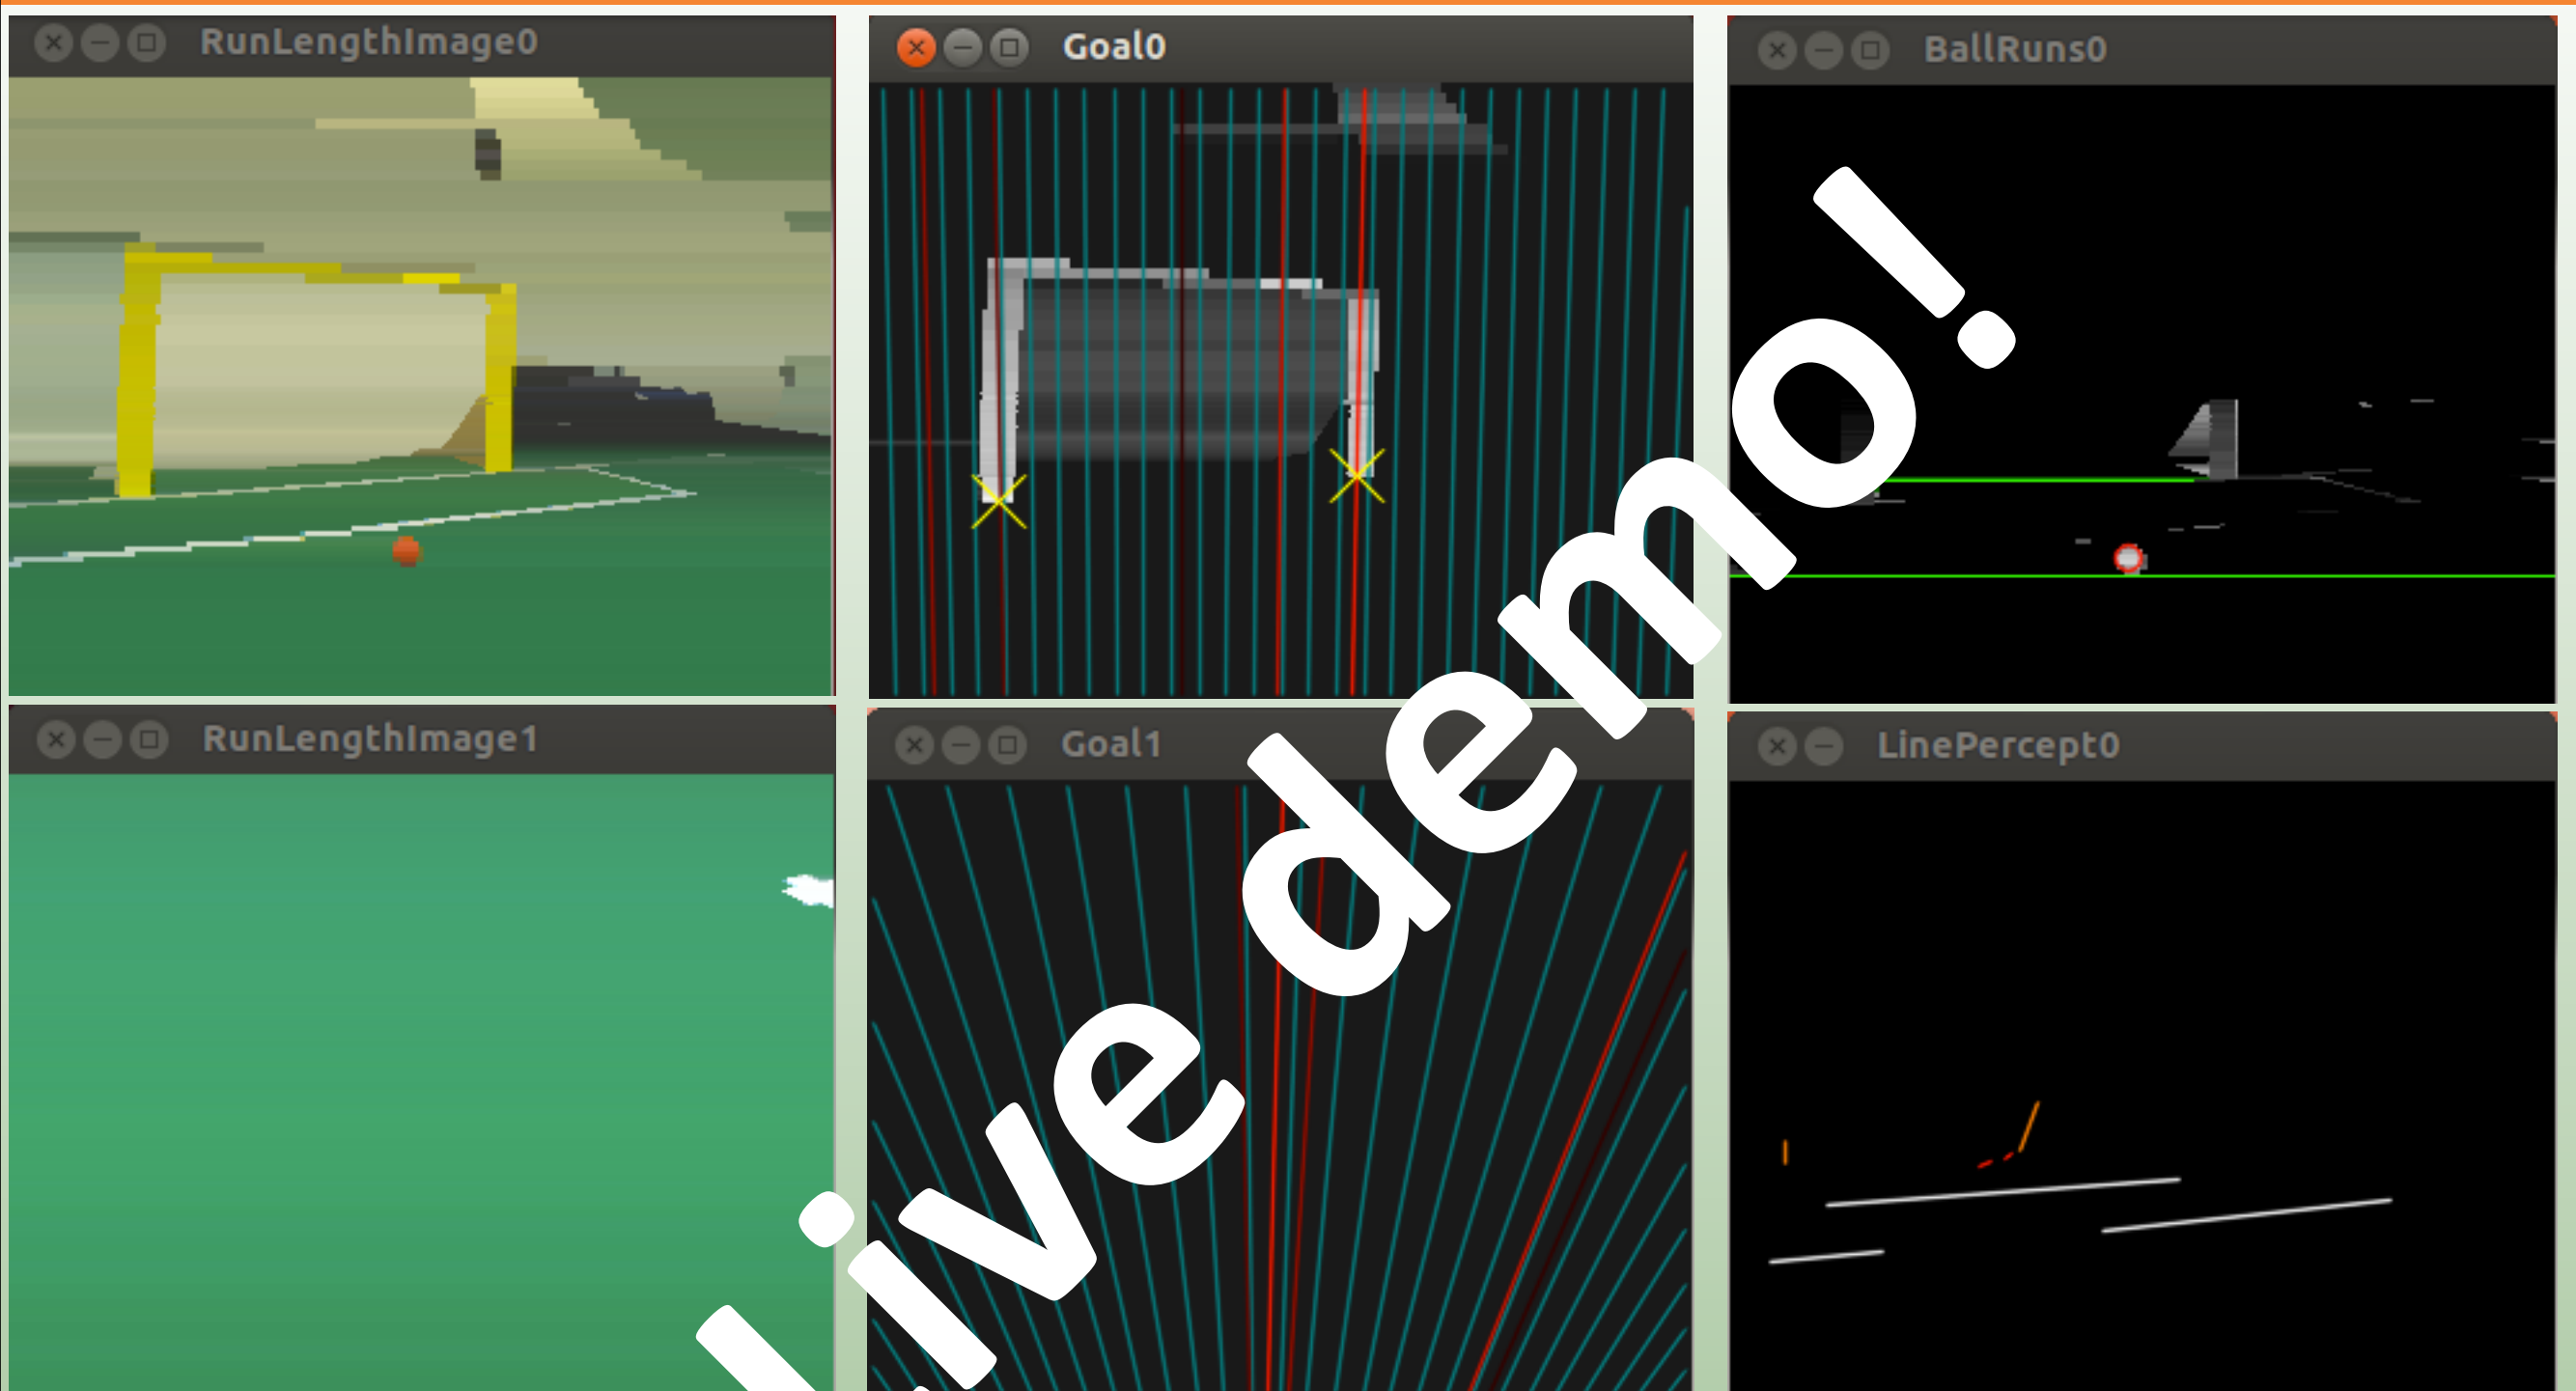 RunLengthImage0
Goal0
BallRuns0
RunLengthImage1
Goal1
LinePercept0
Live demo!